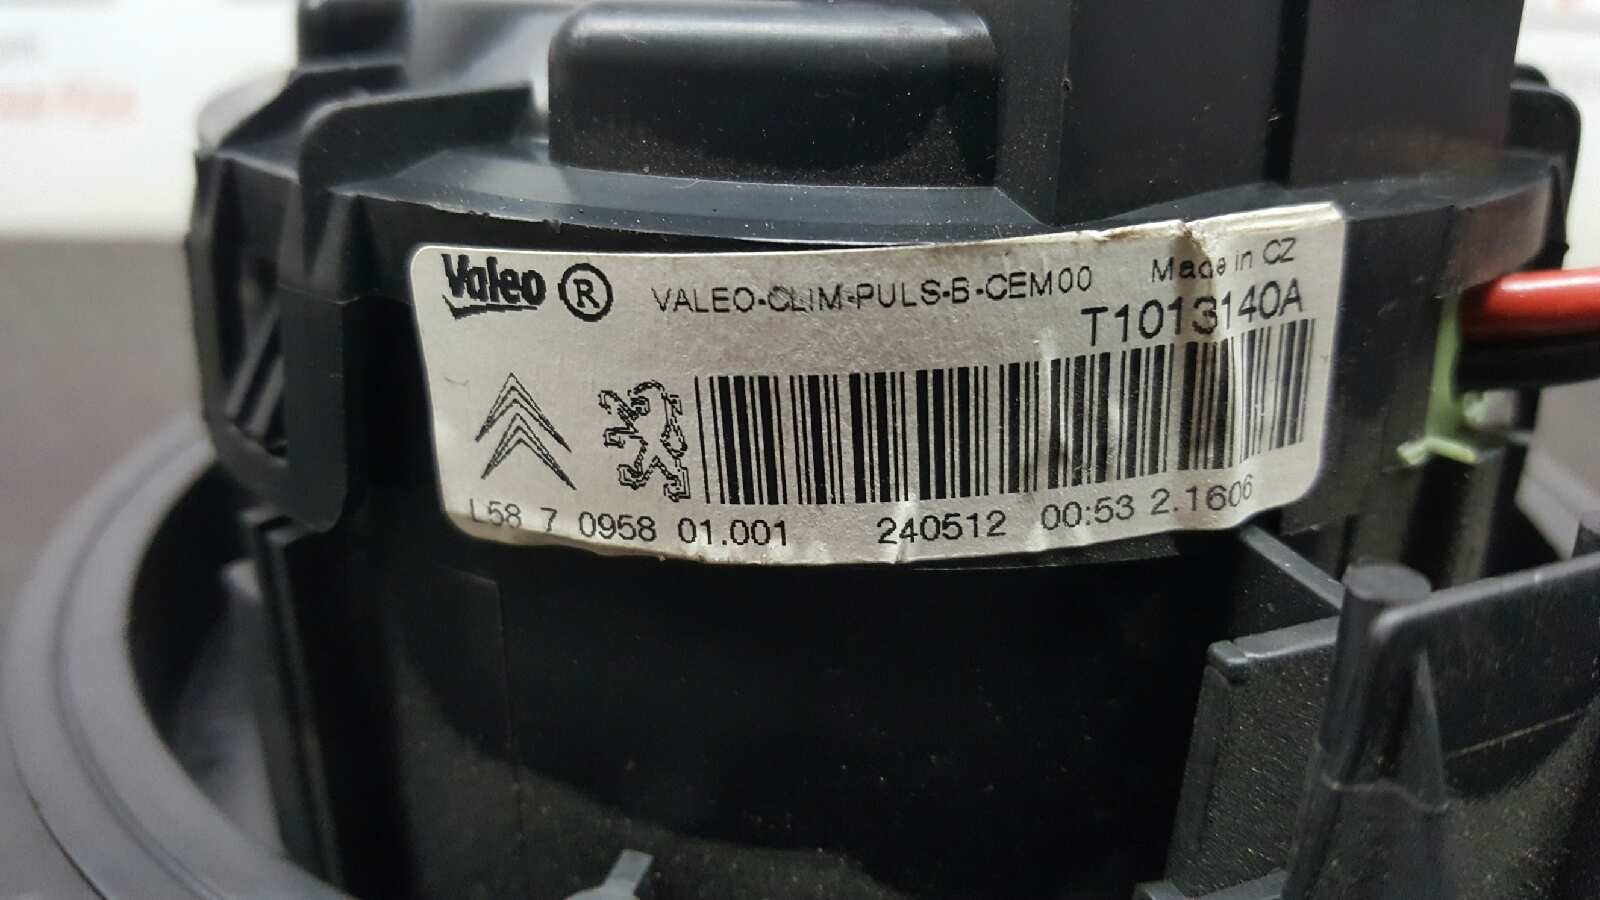 Valeo ® VALEO-CLIM-PULS-B-CEM00 Made in CZ
T1013140A
L58 7 0958 01.001 240512 00:53 2.1606